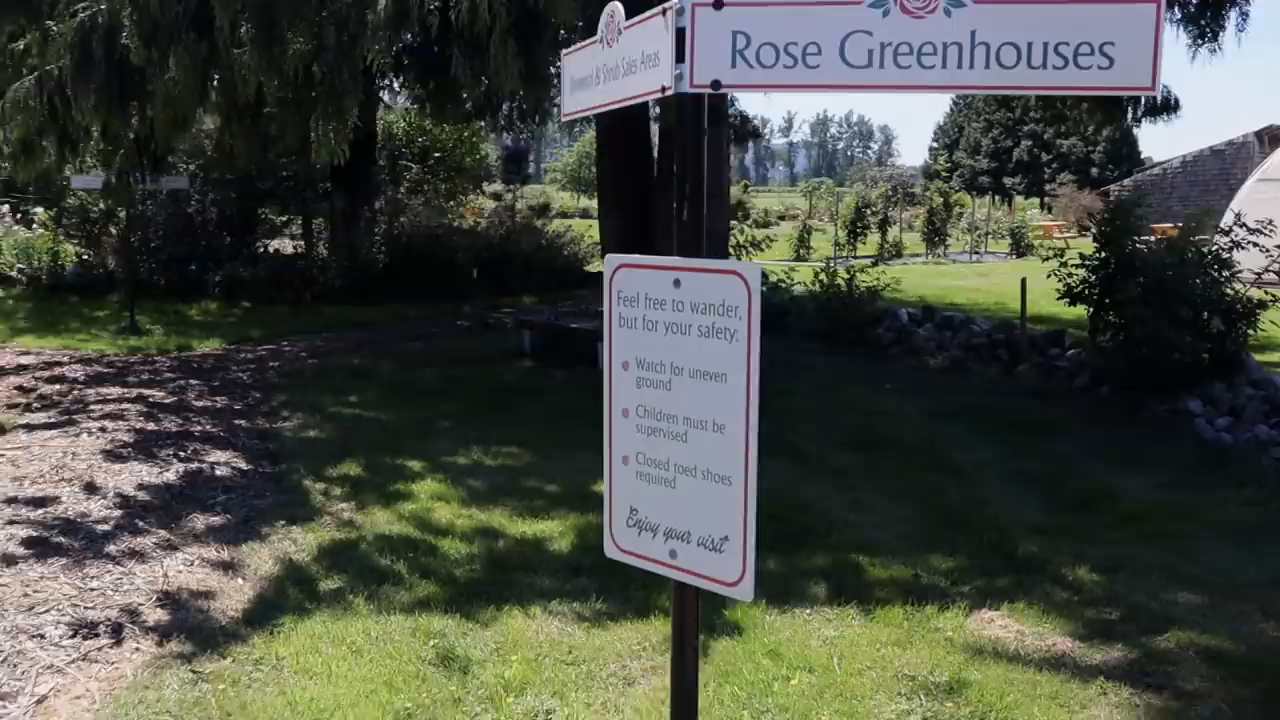 & Shrub Sales Areas
Rose Greenhouses
Feel free to wander,
but for your safety:
Watch for uneven
ground
Children must be
supervised
Closed toed shoes
required
Enjoy your visit